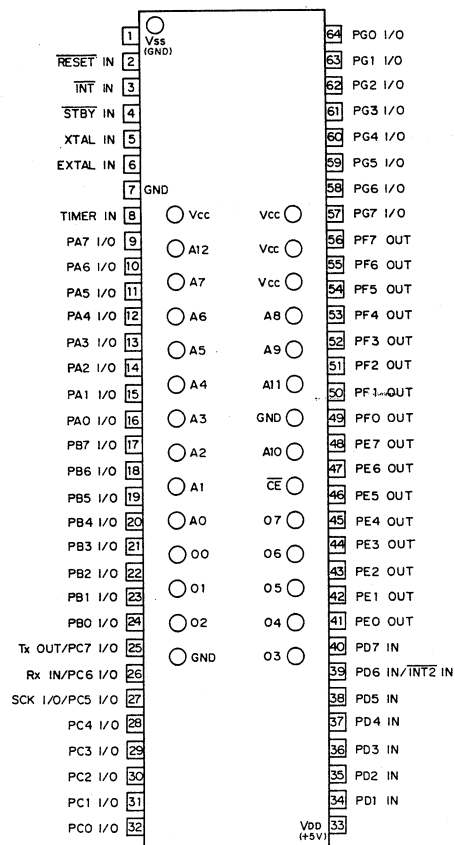 1 Vss (GND) 64 PG0 I/O
RESET IN 2 63 PG1 I/O
INT IN 3 62 PG2 I/O
STBY IN 4 61 PG3 I/O
XTAL IN 5 60 PG4 I/O
EXTAL IN 6 59 PG5 I/O
7 GND 58 PG6 I/O
TIMER IN 8 Vcc Vcc 57 PG7 I/O
PA7 I/O 9 A12 Vcc 56 PF7 OUT
PA6 I/O 10 55 PF6 OUT
PA5 I/O 11 A7 Vcc 54 PF5 OUT
PA4 I/O 12 A6 A8 53 PF4 OUT
PA3 I/O 13 A5 A9 52 PF3 OUT
PA2 I/O 14 51 PF2 OUT
PA1 I/O 15 A4 A11 50 PF1 OUT
PA0 I/O 16 A3 GND 49 PF0 OUT
PB7 I/O 17 A2 A10 48 PE7 OUT
PB6 I/O 18 47 PE6 OUT
PB5 I/O 19 A1 CE 46 PE5 OUT
PB4 I/O 20 A0 07 45 PE4 OUT
PB3 I/O 21 00 06 44 PE3 OUT
PB2 I/O 22 43 PE2 OUT
PB1 I/O 23 01 05 42 PE1 OUT
PB0 I/O 24 02 04 41 PE0 OUT
Tx OUT/PC7 I/O 25 GND 03 40 PD7 IN
Rx IN/PC6 I/O 26 39 PD6 IN/INT2 IN
SCK I/O/PC5 I/O 27 38 PD5 IN
PC4 I/O 28 37 PD4 IN
PC3 I/O 29 36 PD3 IN
PC2 I/O 30 35 PD2 IN
PC1 I/O 31 34 PD1 IN
PC0 I/O 32 VDD (+5V) 33